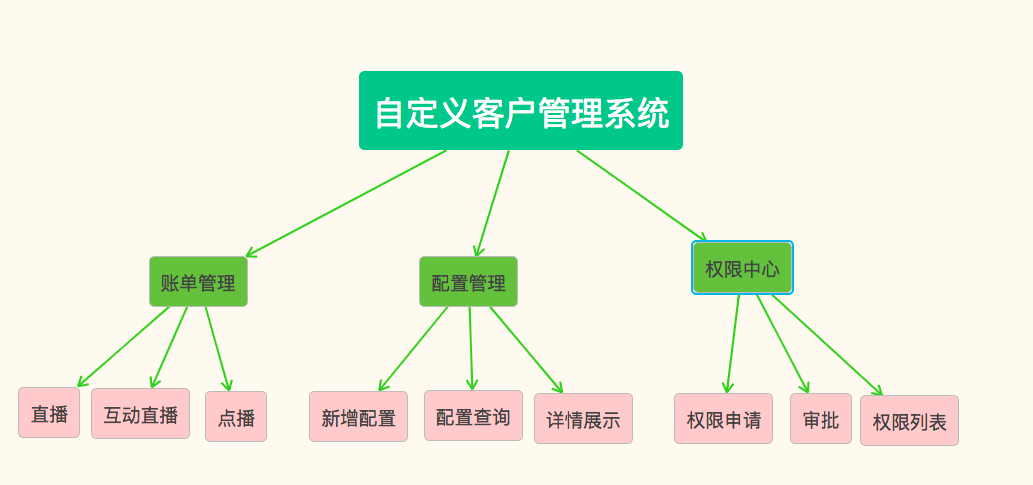 自定义客户管理系统
账单管理
配置管理
权限中心
直播
互动直播
点播
新增配置
配置查询
详情展示
权限申请
审批
权限列表